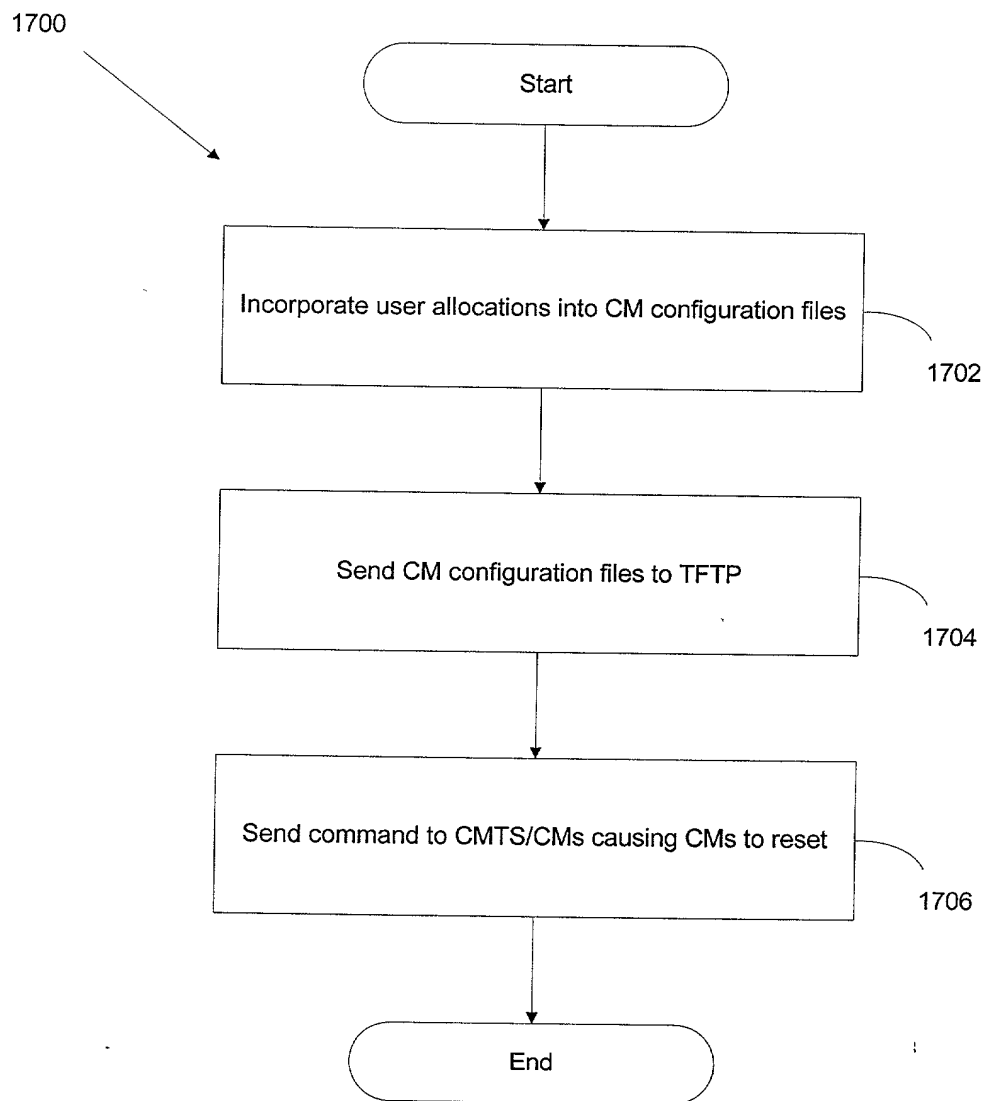 1700
Start
Incorporate user allocations into CM configuration files
1702
Send CM configuration files to TFTP
1704
Send command to CMTS/CMs causing CMs to reset
1706
End